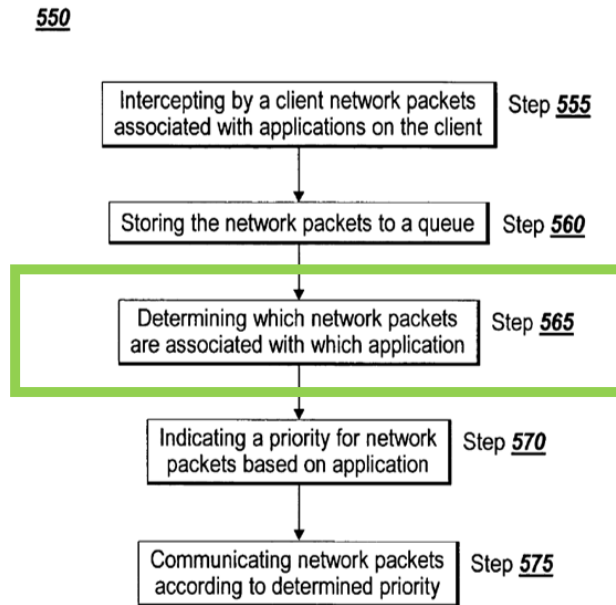 550
Intercepting by a client network packets
associated with applications on the client
Step 555
Storing the network packets to a queue
Step 560
Determining which network packets
are associated with which application
Step 565
Indicating a priority for network
packets based on application
Step 570
Communicating network packets
according to determined priority
Step 575